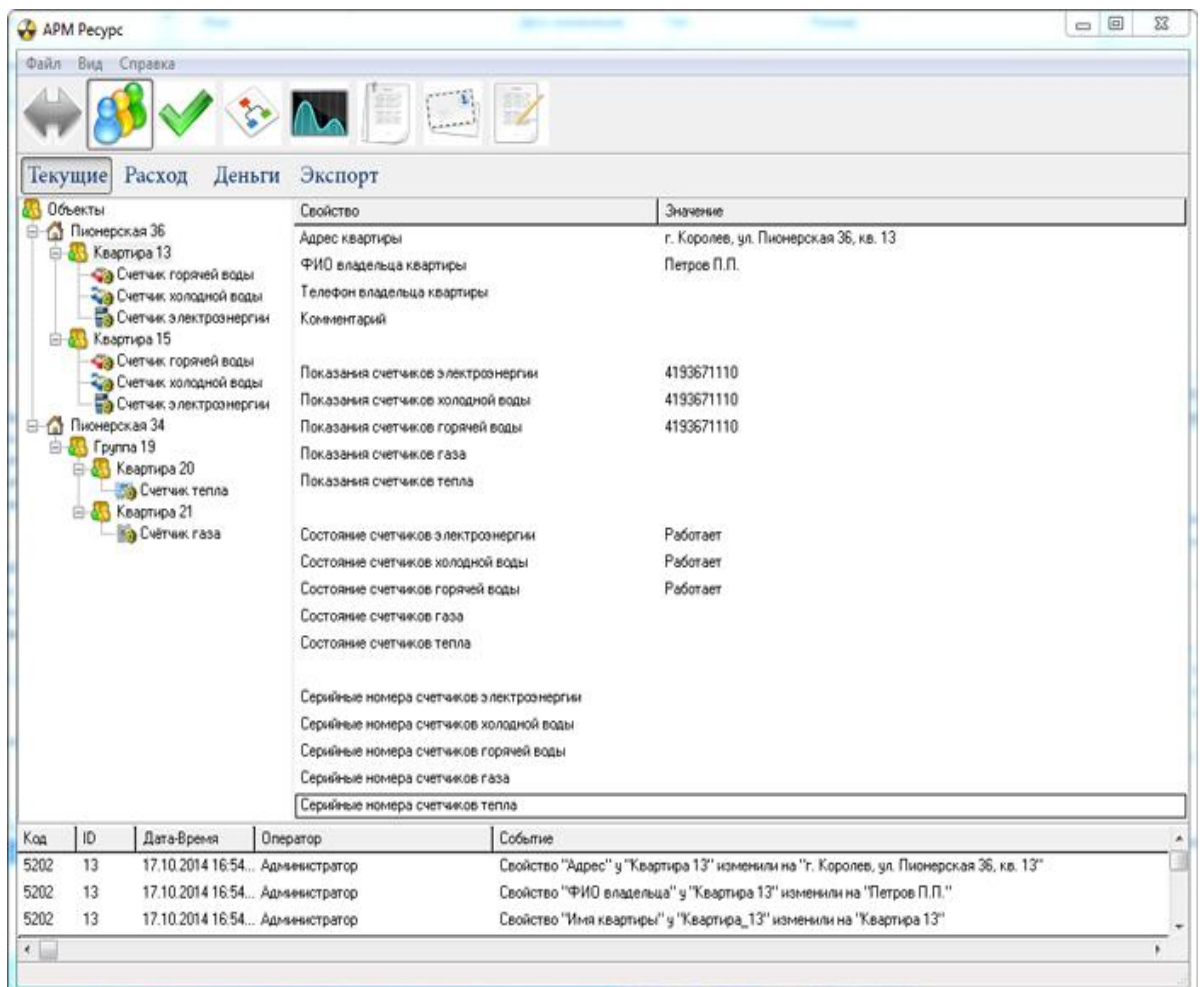 АРМ Ресурс
Файл Вид Справка
Текущие Расход Деньги Экспорт
Объекты
Пионерская 36
Квартира 13
Счетчик горячей воды
Счетчик холодной воды
Счетчик электроэнергии
Квартира 15
Счетчик горячей воды
Счетчик холодной воды
Счетчик электроэнергии
Пионерская 34
Группа 19
Квартира 20
Счетчик тепла
Квартира 21
Счётчик газа
Свойство Значение
Адрес квартиры г. Королев, ул. Пионерская 36, кв. 13
ФИО владельца квартиры Петров П.П.
Телефон владельца квартиры
Комментарий
Показания счетчиков электроэнергии 4193671110
Показания счетчиков холодной воды 4193671110
Показания счетчиков горячей воды 4193671110
Показания счетчиков газа
Показания счетчиков тепла
Состояние счетчиков электроэнергии Работает
Состояние счетчиков холодной воды Работает
Состояние счетчиков горячей воды Работает
Состояние счетчиков газа
Состояние счетчиков тепла
Серийные номера счетчиков электроэнергии
Серийные номера счетчиков холодной воды
Серийные номера счетчиков горячей воды
Серийные номера счетчиков газа
Серийные номера счетчиков тепла
Код ID Дата-Время Оператор Событие
5202 13 17.10.2014 16:54... Администратор Свойство "Адрес" у "Квартира 13" изменили на "г. Королев, ул. Пионерская 36, кв. 13"
5202 13 17.10.2014 16:54... Администратор Свойство "ФИО владельца" у "Квартира 13" изменили на "Петров П.П."
5202 13 17.10.2014 16:54... Администратор Свойство "Имя квартиры" у "Квартира_13" изменили на "Квартира 13"